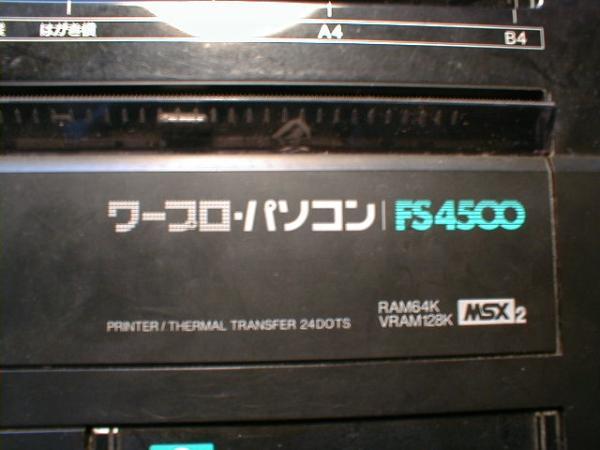 はがき横
A4
B4
ワープロ・パソコン FS4500
RAM64K
VRAM128K
MSX2
PRINTER/THERMAL TRANSFER 24DOTS